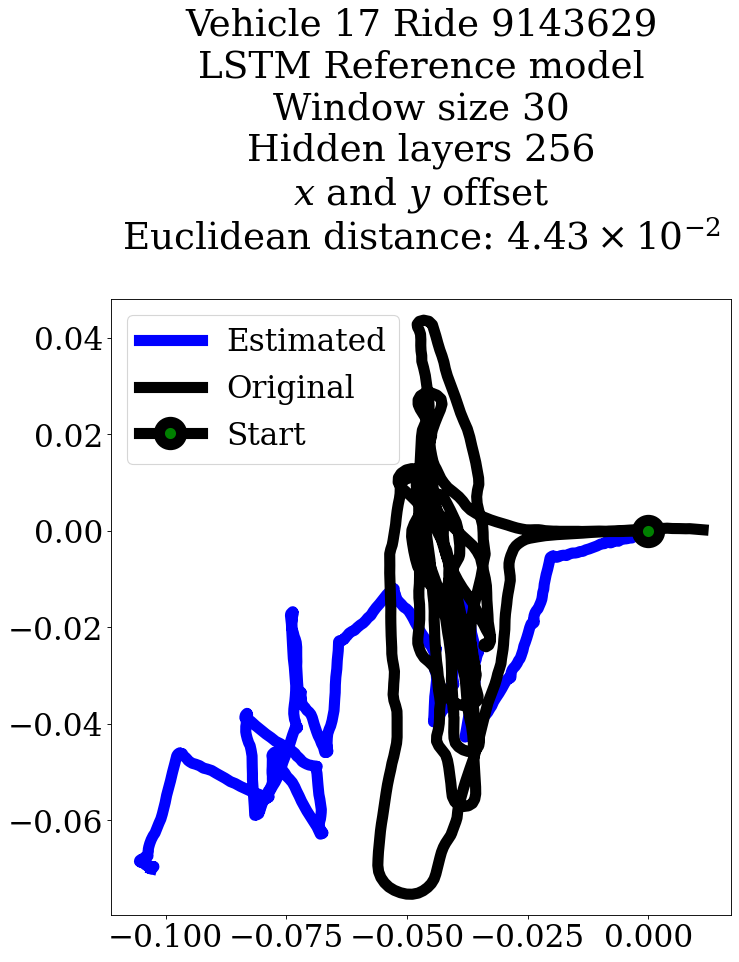 Vehicle 17 Ride 9143629
LSTM Reference model
Window size 30
Hidden layers 256
x and y offset
Euclidean distance: 4.43 × 10⁻²
Estimated
Original
Start
0.04
0.02
0.00
−0.02
−0.04
−0.06
−0.100 −0.075 −0.050 −0.025 0.000